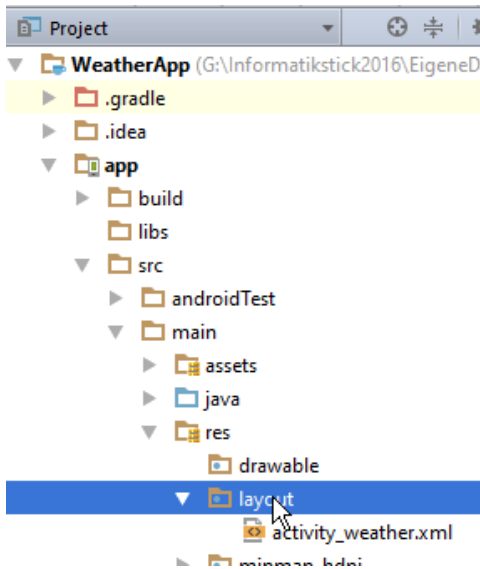 Project
WeatherApp (G:\Informatikstick2016\EigeneD
.gradle
.idea
app
build
libs
src
androidTest
main
assets
java
res
drawable
layout
activity_weather.xml